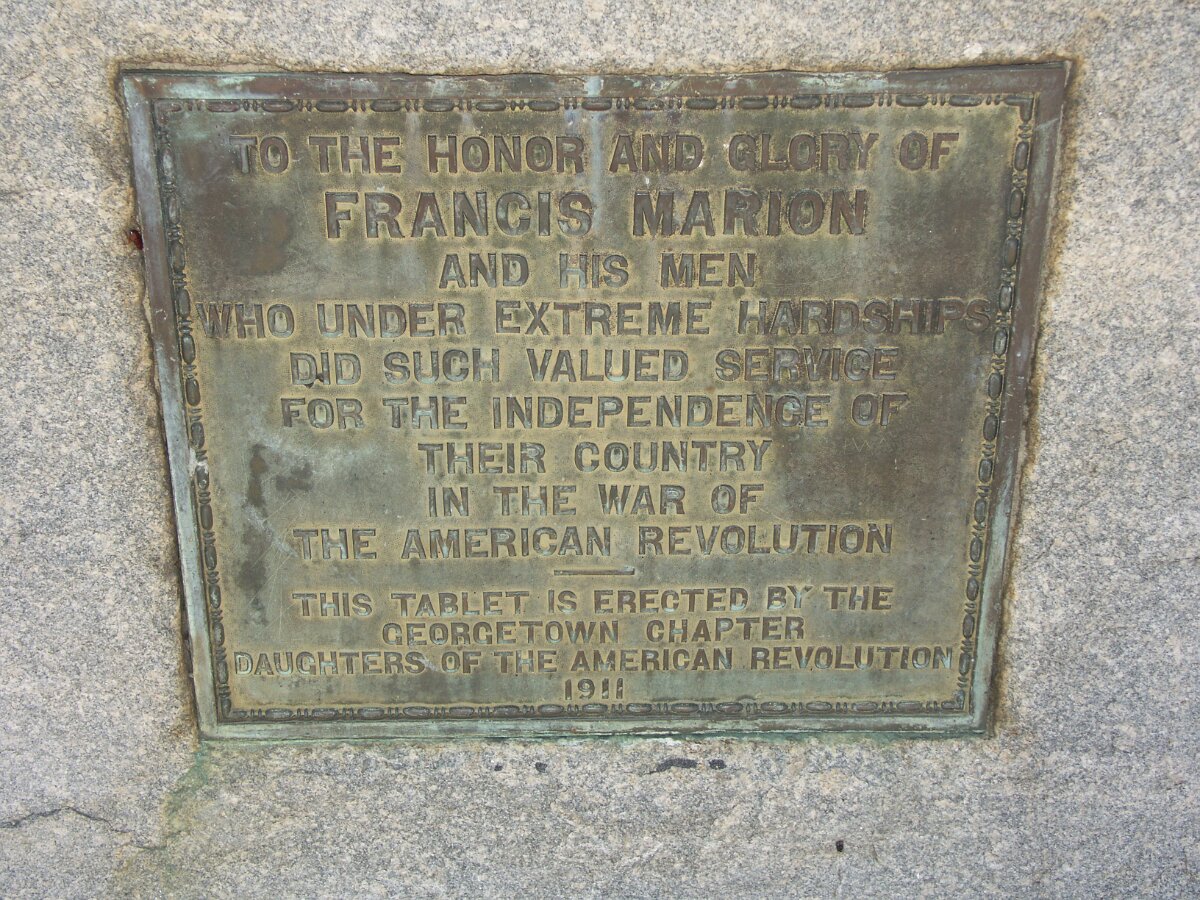 TO THE HONOR AND GLORY OF
FRANCIS MARION
AND HIS MEN
WHO UNDER EXTREME HARDSHIPS
DID SUCH VALUED SERVICE
FOR THE INDEPENDENCE OF
THEIR COUNTRY
IN THE WAR OF
THE AMERICAN REVOLUTION
THIS TABLET IS ERECTED BY THE
GEORGETOWN CHAPTER
DAUGHTERS OF THE AMERICAN REVOLUTION
1911